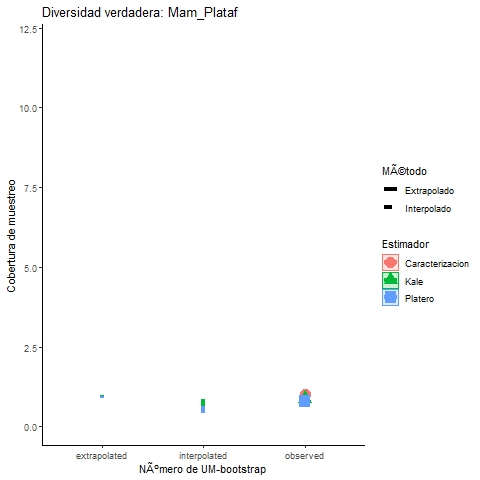 Diversidad verdadera: Mam_Plataf
12.5
10.0
7.5
5.0
2.5
0.0
Cobertura de muestreo
extrapolated
interpolated
observed
NÃºmero de UM-bootstrap
MÃ©todo
Extrapolado
Interpolado
Estimador
Caracterizacion
Kale
Platero